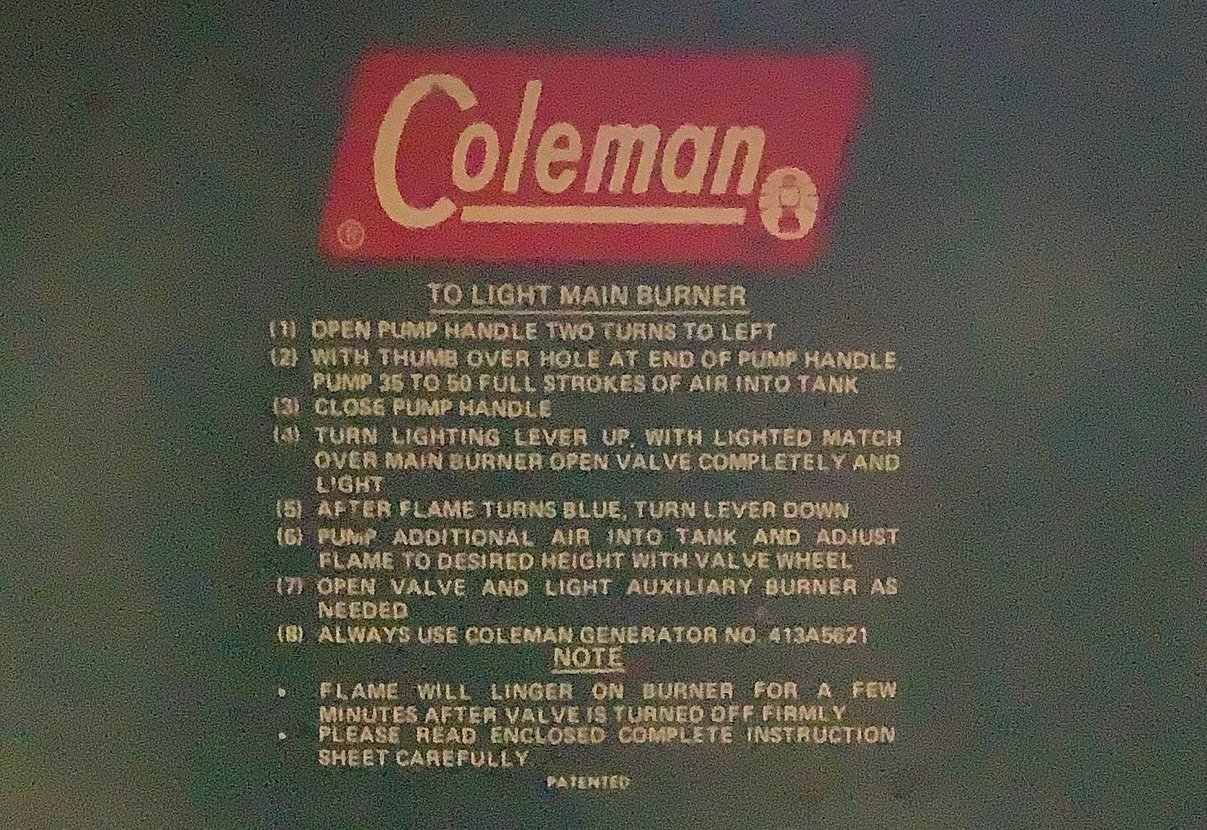 Coleman
®
TO LIGHT MAIN BURNER
(1) OPEN PUMP HANDLE TWO TURNS TO LEFT
(2) WITH THUMB OVER HOLE AT END OF PUMP HANDLE,
PUMP 35 TO 50 FULL STROKES OF AIR INTO TANK
(3) CLOSE PUMP HANDLE
(4) TURN LIGHTING LEVER UP, WITH LIGHTED MATCH
OVER MAIN BURNER OPEN VALVE COMPLETELY AND
LIGHT
(5) AFTER FLAME TURNS BLUE, TURN LEVER DOWN
(6) PUMP ADDITIONAL AIR INTO TANK AND ADJUST
FLAME TO DESIRED HEIGHT WITH VALVE WHEEL
(7) OPEN VALVE AND LIGHT AUXILIARY BURNER AS
NEEDED
(8) ALWAYS USE COLEMAN GENERATOR NO. 413A5621
NOTE
• FLAME WILL LINGER ON BURNER FOR A FEW
MINUTES AFTER VALVE IS TURNED OFF FIRMLY
• PLEASE READ ENCLOSED COMPLETE INSTRUCTION
SHEET CAREFULLY
PATENTED